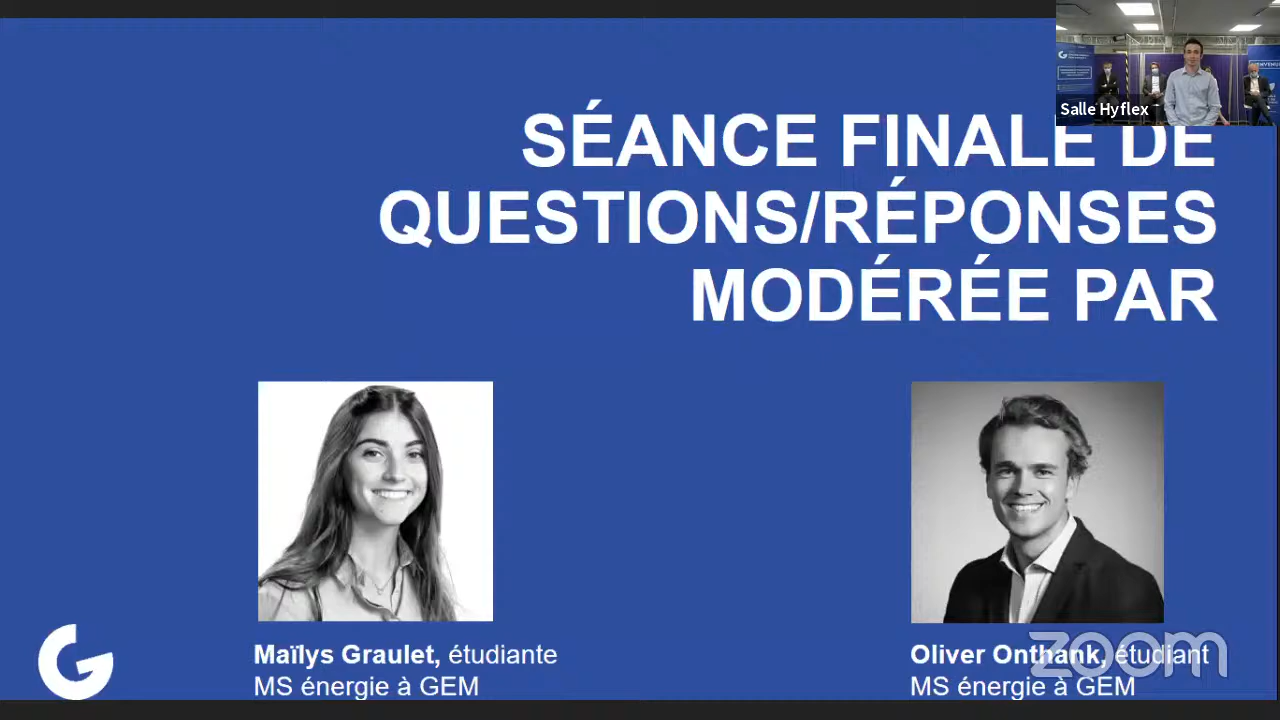 Salle Hyflex
SÉANCE FINALE DE
QUESTIONS/RÉPONSES
MODÉRÉE PAR
Maïlys Graulet, étudiante
MS énergie à GEM
Oliver Onthank, étudiant
MS énergie à GEM
zoom